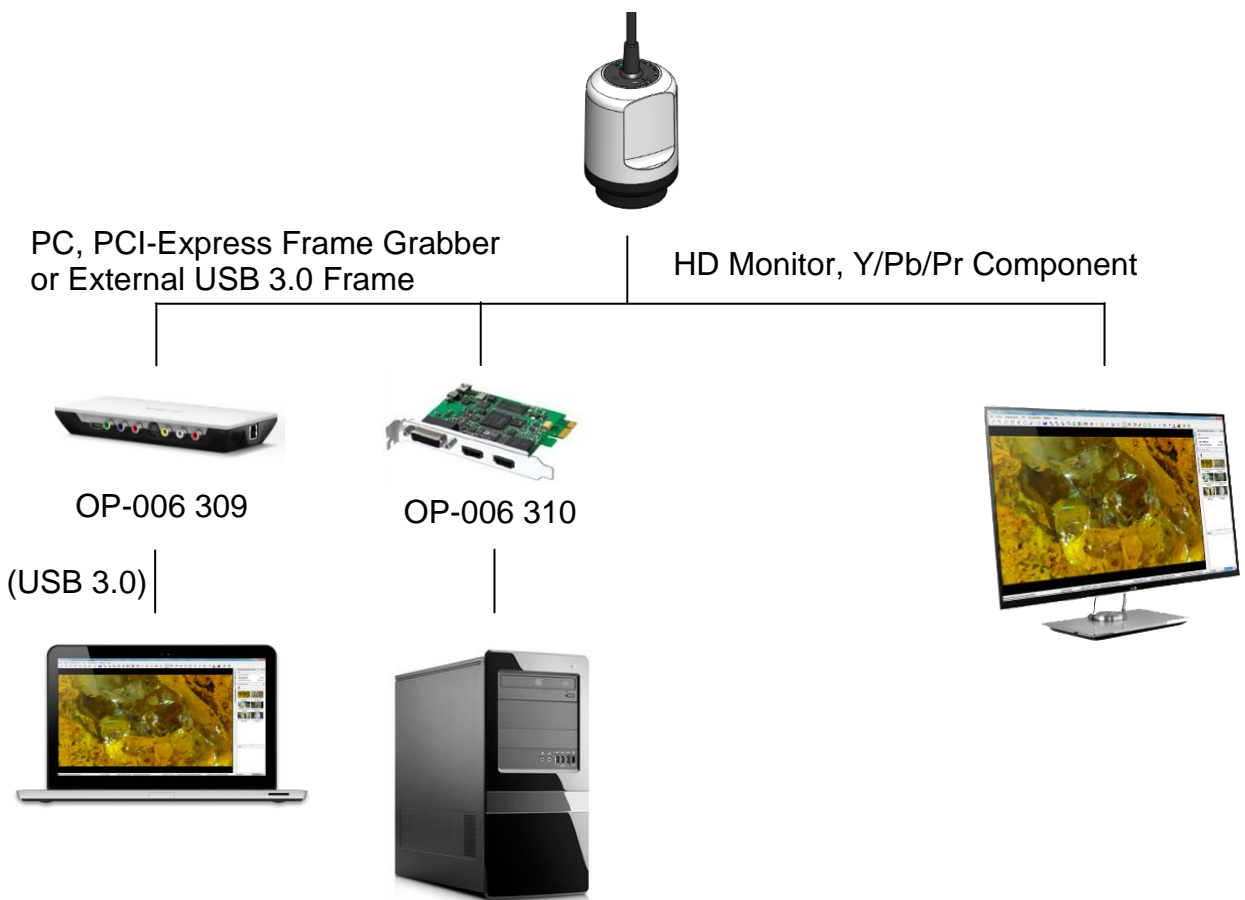 PC, PCI-Express Frame Grabber
or External USB 3.0 Frame
HD Monitor, Y/Pb/Pr Component
OP-006 309
OP-006 310
(USB 3.0)